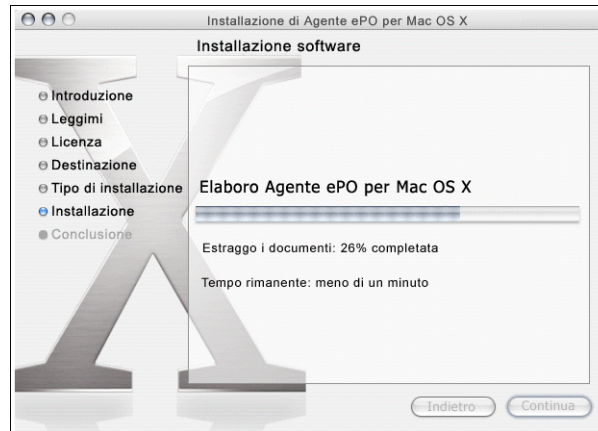 Installazione di Agente ePO per Mac OS X
Installazione software
Introduzione
Leggimi
Licenza
Destinazione
Tipo di installazione
Installazione
Conclusione
Elaboro Agente ePO per Mac OS X
Estraggo i documenti: 26% completata
Tempo rimanente: meno di un minuto
Indietro
Continua